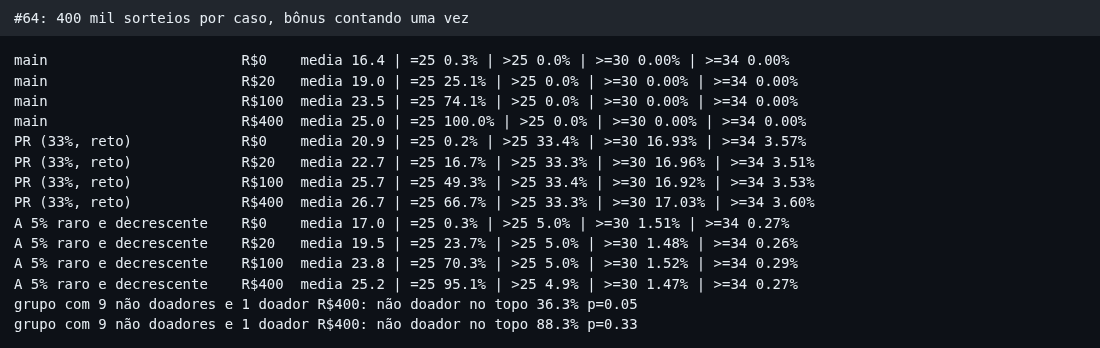 #64: 400 mil sorteios por caso, bônus contando uma vez
main R$0 media 16.4 | =25 0.3% | >25 0.0% | >=30 0.00% | >=34 0.00%
main R$20 media 19.0 | =25 25.1% | >25 0.0% | >=30 0.00% | >=34 0.00%
main R$100 media 23.5 | =25 74.1% | >25 0.0% | >=30 0.00% | >=34 0.00%
main R$400 media 25.0 | =25 100.0% | >25 0.0% | >=30 0.00% | >=34 0.00%
PR (33%, reto) R$0 media 20.9 | =25 0.2% | >25 33.4% | >=30 16.93% | >=34 3.57%
PR (33%, reto) R$20 media 22.7 | =25 16.7% | >25 33.3% | >=30 16.96% | >=34 3.51%
PR (33%, reto) R$100 media 25.7 | =25 49.3% | >25 33.4% | >=30 16.92% | >=34 3.53%
PR (33%, reto) R$400 media 26.7 | =25 66.7% | >25 33.3% | >=30 17.03% | >=34 3.60%
A 5% raro e decrescente R$0 media 17.0 | =25 0.3% | >25 5.0% | >=30 1.51% | >=34 0.27%
A 5% raro e decrescente R$20 media 19.5 | =25 23.7% | >25 5.0% | >=30 1.48% | >=34 0.26%
A 5% raro e decrescente R$100 media 23.8 | =25 70.3% | >25 5.0% | >=30 1.52% | >=34 0.29%
A 5% raro e decrescente R$400 media 25.2 | =25 95.1% | >25 4.9% | >=30 1.47% | >=34 0.27%
grupo com 9 não doadores e 1 doador R$400: não doador no topo 36.3% p=0.05
grupo com 9 não doadores e 1 doador R$400: não doador no topo 88.3% p=0.33